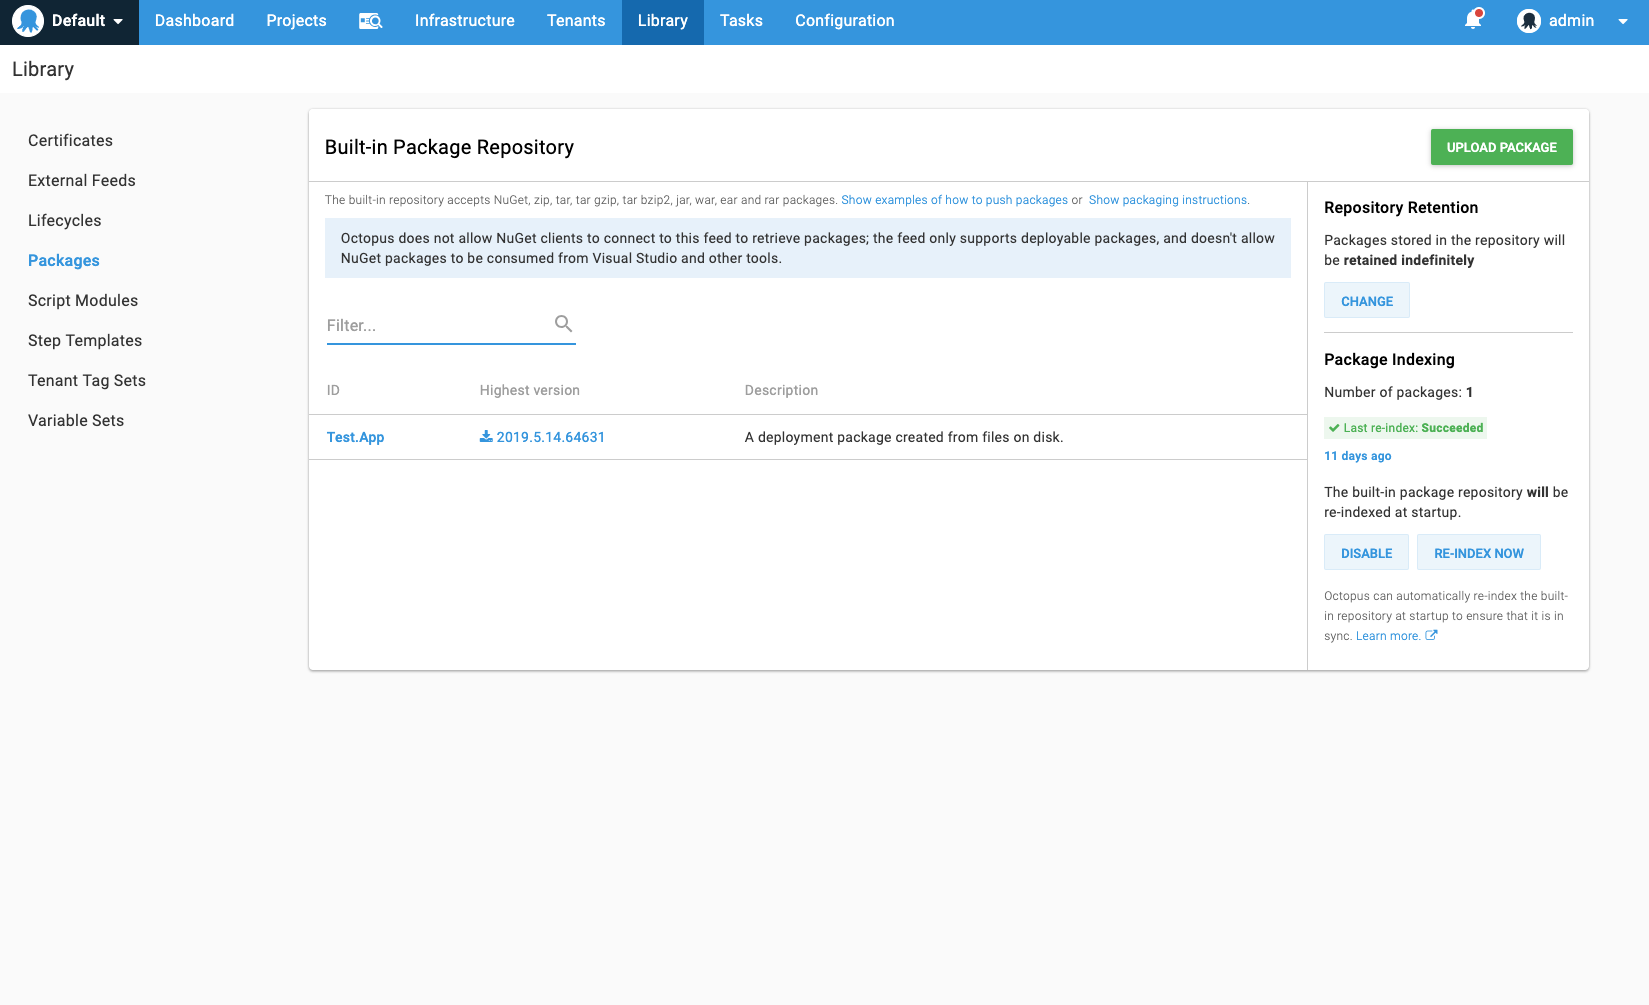 Default
Dashboard
Projects
Infrastructure
Tenants
Library
Tasks
Configuration
admin
Library
Certificates
External Feeds
Lifecycles
Packages
Script Modules
Step Templates
Tenant Tag Sets
Variable Sets
Built-in Package Repository
UPLOAD PACKAGE
The built-in repository accepts NuGet, zip, tar, tar gzip, tar bzip2, jar, war, ear and rar packages. Show examples of how to push packages or Show packaging instructions.
Octopus does not allow NuGet clients to connect to this feed to retrieve packages; the feed only supports deployable packages, and doesn't allow
NuGet packages to be consumed from Visual Studio and other tools.
Filter...
ID Highest version Description
Test.App 2019.5.14.64631 A deployment package created from files on disk.
Repository Retention
Packages stored in the repository will
be retained indefinitely
CHANGE
Package Indexing
Number of packages: 1
Last re-index: Succeeded
11 days ago
The built-in package repository will be
re-indexed at startup.
DISABLE
RE-INDEX NOW
Octopus can automatically re-index the built-
in repository at startup to ensure that it is in
sync. Learn more.